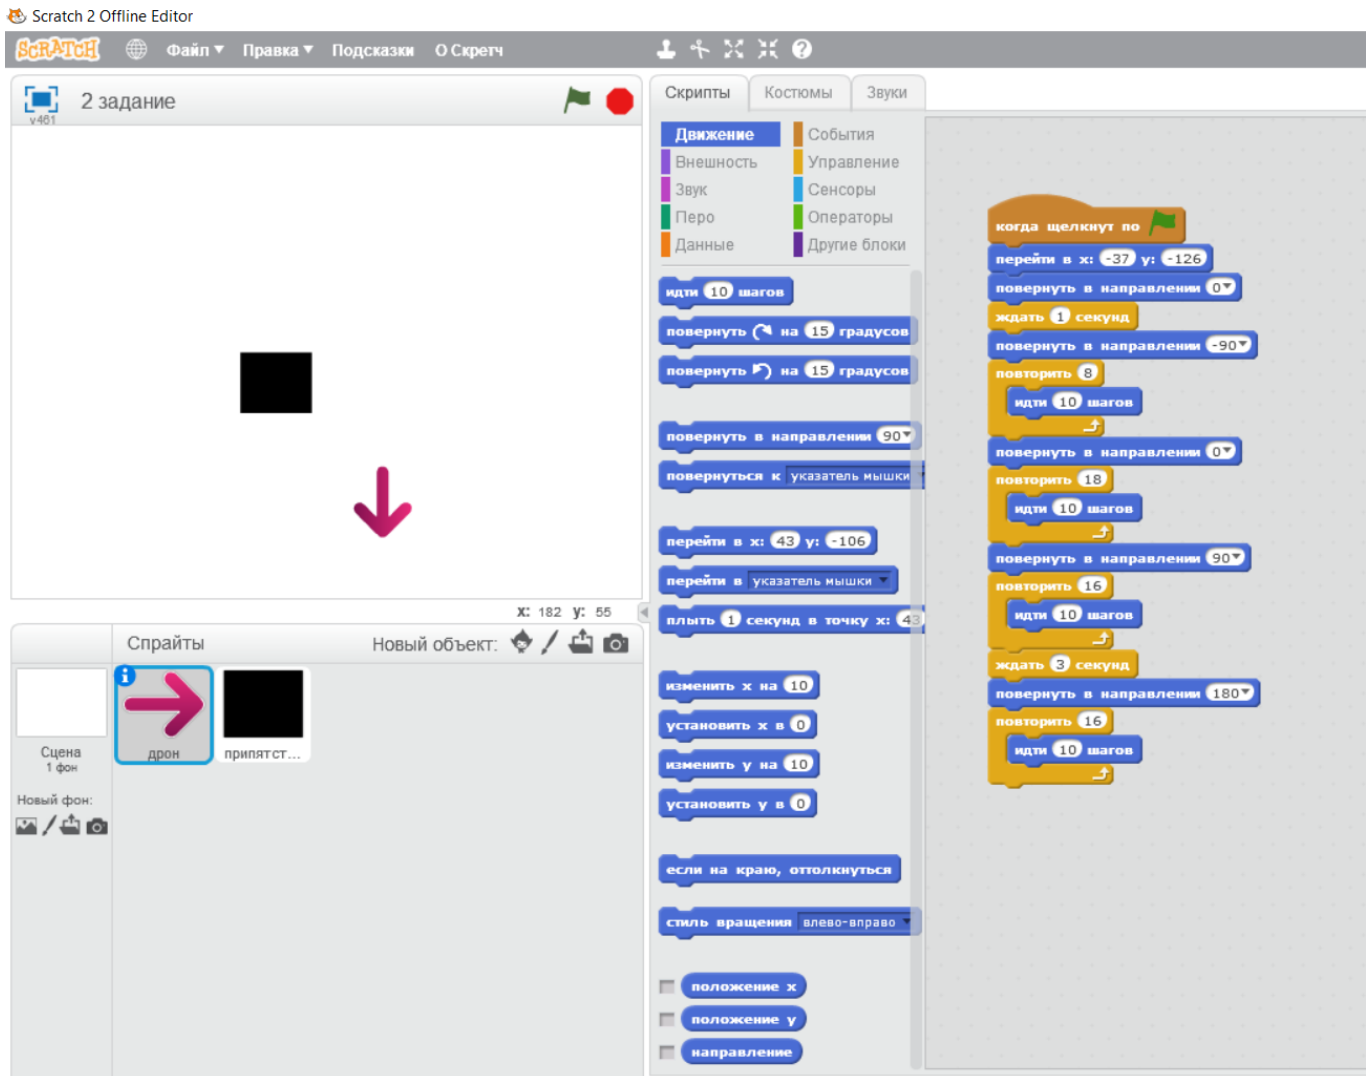 Scratch 2 Offline Editor
SCRATCH Файл Правка Подсказки О Скретч
v461 2 задание
x: 182 y: 55
Спрайты Новый объект:
Сцена
1 фон
Новый фон:
дрон
припятст...
Скрипты Костюмы Звуки
Движение События
Внешность Управление
Звук Сенсоры
Перо Операторы
Данные Другие блоки
идти 10 шагов
повернуть на 15 градусов
повернуть на 15 градусов
повернуть в направлении 90
повернуться к указатель мышки
перейти в x: 43 y: -106
перейти в указатель мышки
плыть 1 секунд в точку x: 43
изменить x на 10
установить x в 0
изменить y на 10
установить y в 0
если на краю, оттолкнуться
стиль вращения влево-вправо
положение x
положение y
направление
когда щелкнут по
перейти в x: -37 y: -126
повернуть в направлении 0
ждать 1 секунд
повернуть в направлении -90
повторить 8
идти 10 шагов
повернуть в направлении 0
повторить 18
идти 10 шагов
повернуть в направлении 90
повторить 16
идти 10 шагов
ждать 3 секунд
повернуть в направлении 180
повторить 16
идти 10 шагов